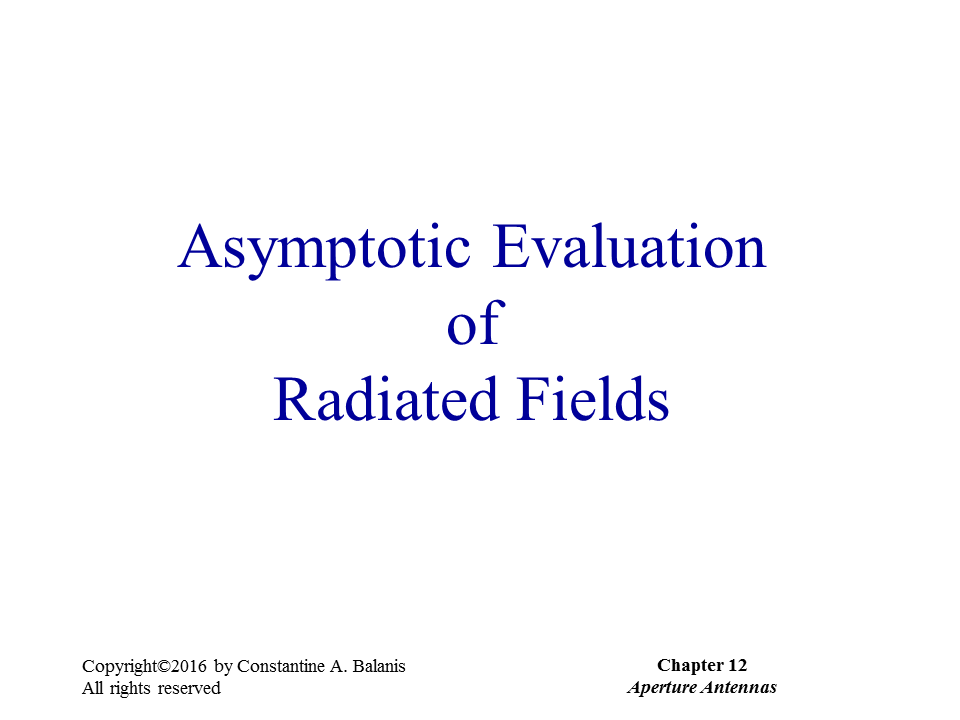 Asymptotic Evaluation
of
Radiated Fields
Copyright©2016 by Constantine A. Balanis
All rights reserved
Chapter 12
Aperture Antennas